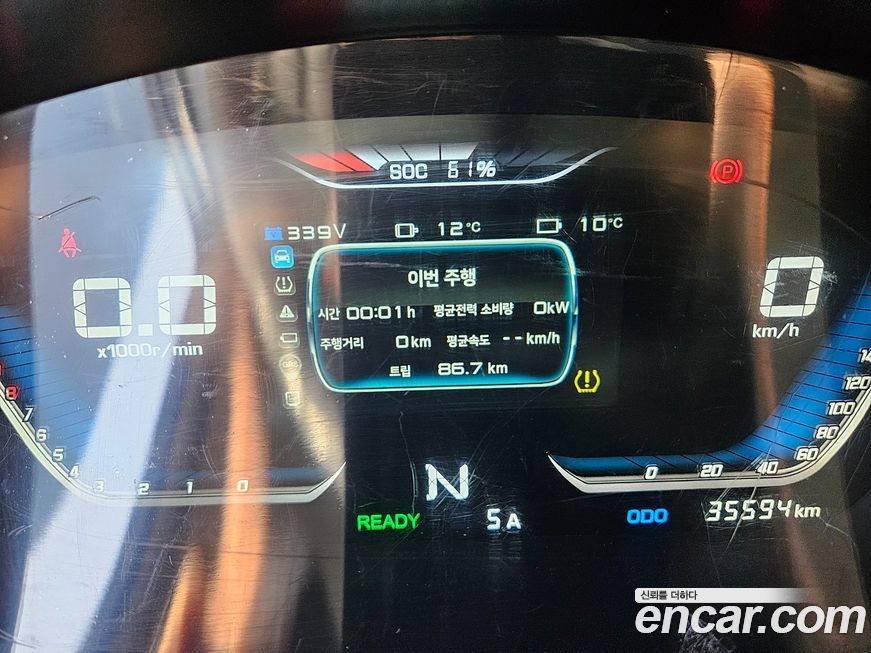 SOC 61%
339V 12°C 10°C
이번 주행
시간 00:01h 평균전력 소비량 0kW
주행거리 0km 평균속도 --km/h
트립 86.7 km
P
0.0
x1000r/min
0
km/h
8
7
6
5
4
3 2 1 0
0 20 40 60
80
100
120
N
READY 5A ODO 35594km
신뢰를 더하다
encar.com